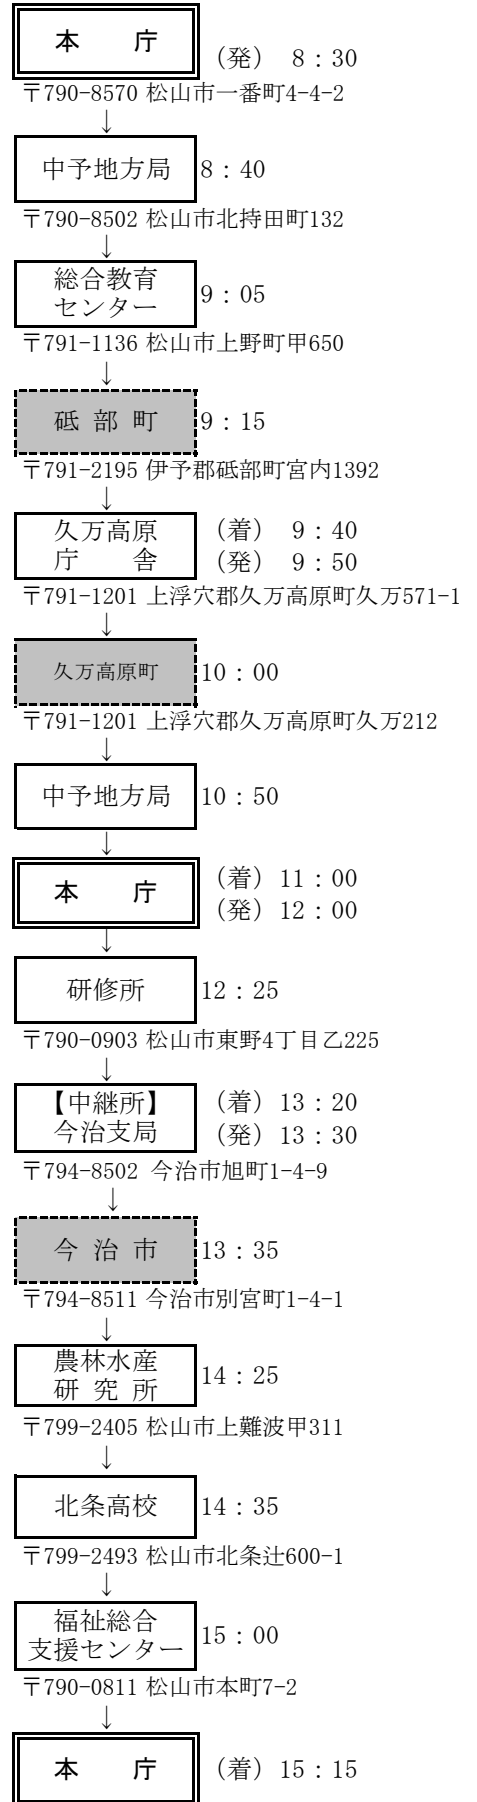 本　　庁
（発） 8：30
〒790-8570 松山市一番町4-4-2
↓
中予地方局
8：40
〒790-8502 松山市北持田町132
↓
総合教育
センター
9：05
〒791-1136 松山市上野町甲650
↓
砥 部 町
9：15
〒791-2195 伊予郡砥部町宮内1392
↓
久万高原
庁　　舎
（着） 9：40
（発） 9：50
〒791-1201 上浮穴郡久万高原町久万571-1
↓
久万高原町
10：00
〒791-1201 上浮穴郡久万高原町久万212
↓
中予地方局
10：50
↓
本　　庁
（着）11：00
（発）12：00
↓
研修所
12：25
〒790-0903 松山市東野4丁目乙225
↓
【中継所】
今治支局
（着）13：20
（発）13：30
〒794-8502 今治市旭町1-4-9
↓
今 治 市
13：35
〒794-8511 今治市別宮町1-4-1
↓
農林水産
研 究 所
14：25
〒799-2405 松山市上難波甲311
↓
北条高校
14：35
〒799-2493 松山市北条辻600-1
↓
福祉総合
支援センター
15：00
〒790-0811 松山市本町7-2
↓
本　　庁
（着）15：15